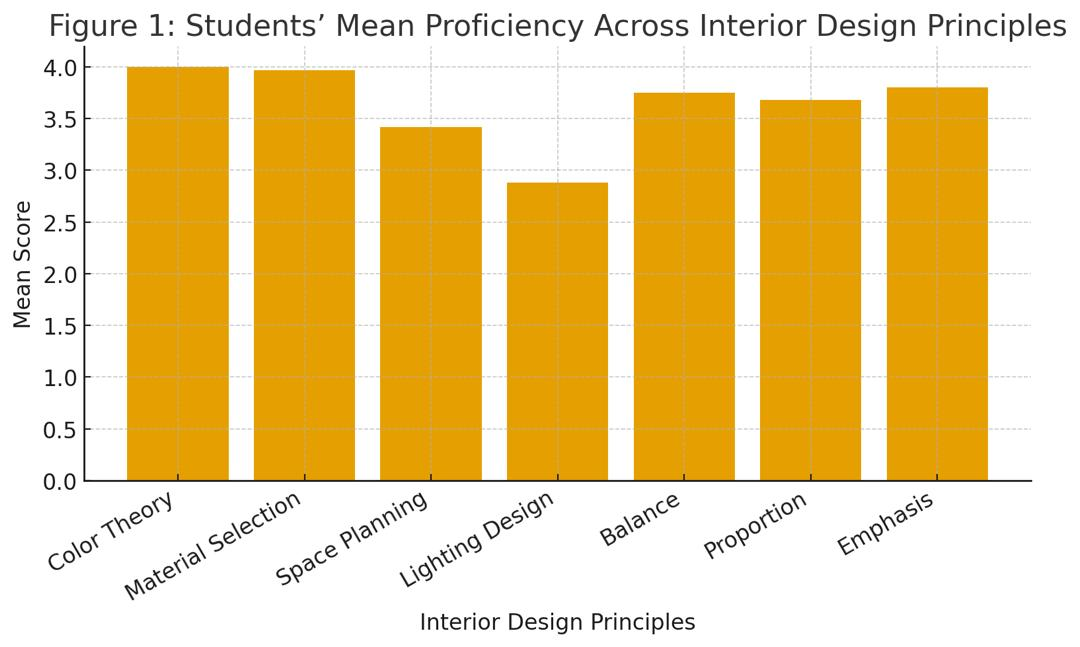 Figure 1: Students’ Mean Proficiency Across Interior Design Principles
Mean Score
4.0
3.5
3.0
2.5
2.0
1.5
1.0
0.5
0.0
Color Theory
Material Selection
Space Planning
Lighting Design
Balance
Proportion
Emphasis
Interior Design Principles